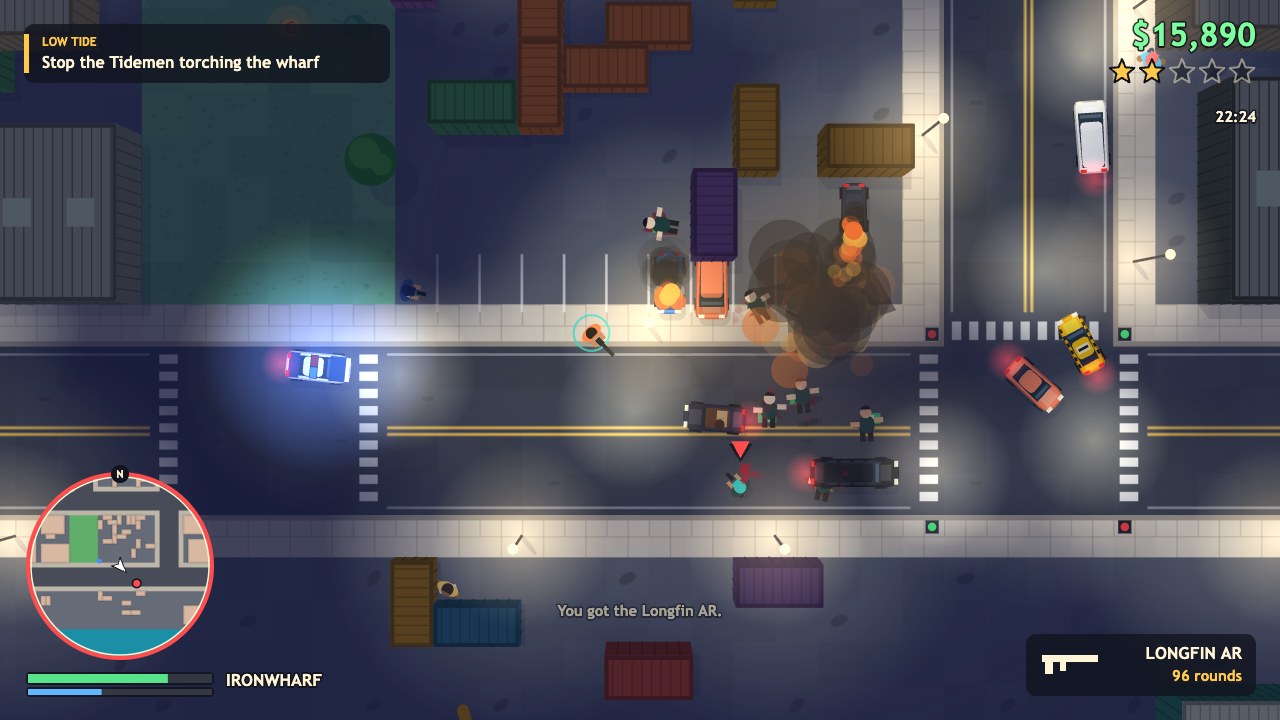 LOW TIDE
Stop the Tidemen torching the wharf
$15,890
22:24
N
You got the Longfin AR.
IRONWHARF
LONGFIN AR
96 rounds